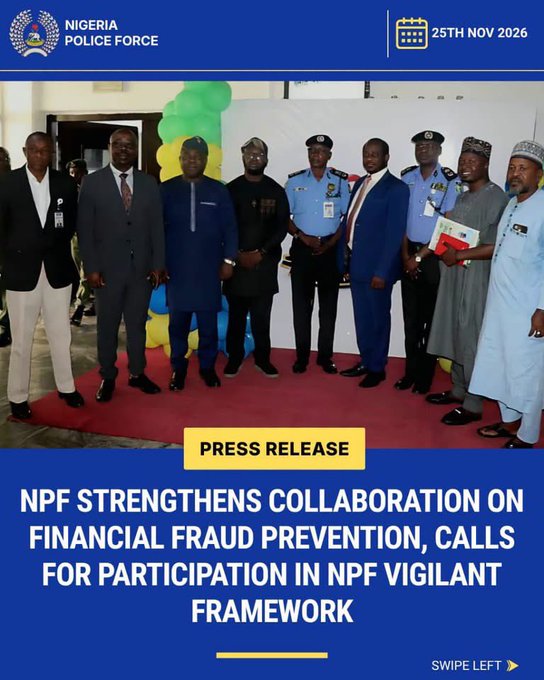 NIGERIA
POLICE FORCE
25TH NOV 2026
PRESS RELEASE
NPF STRENGTHENS COLLABORATION ON
FINANCIAL FRAUD PREVENTION, CALLS
FOR PARTICIPATION IN NPF VIGILANT
FRAMEWORK
SWIPE LEFT